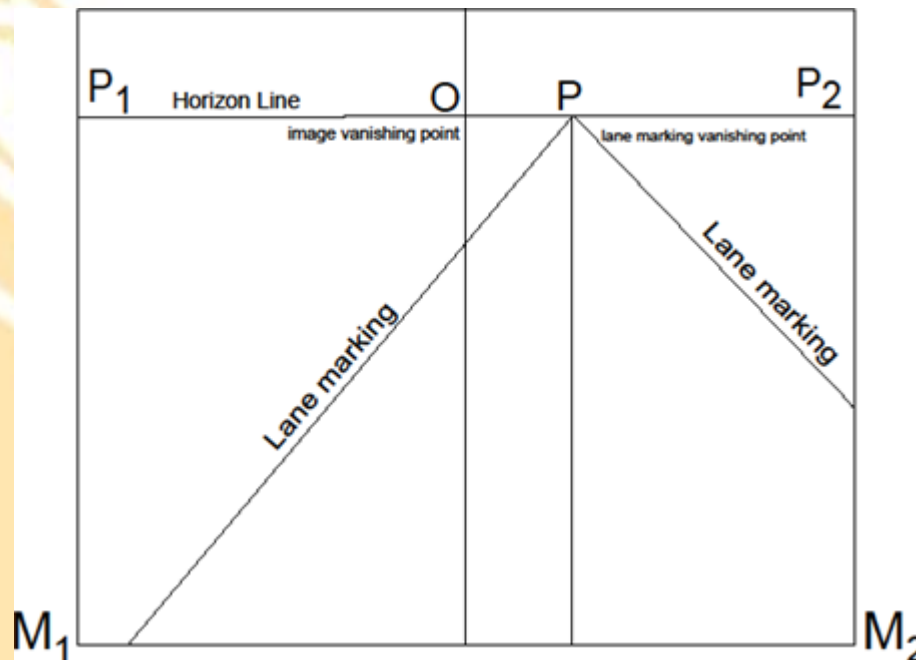 P₁
Horizon Line
O
P
P₂
image vanishing point
lane marking vanishing point
Lane marking
Lane marking
M₁
M₂